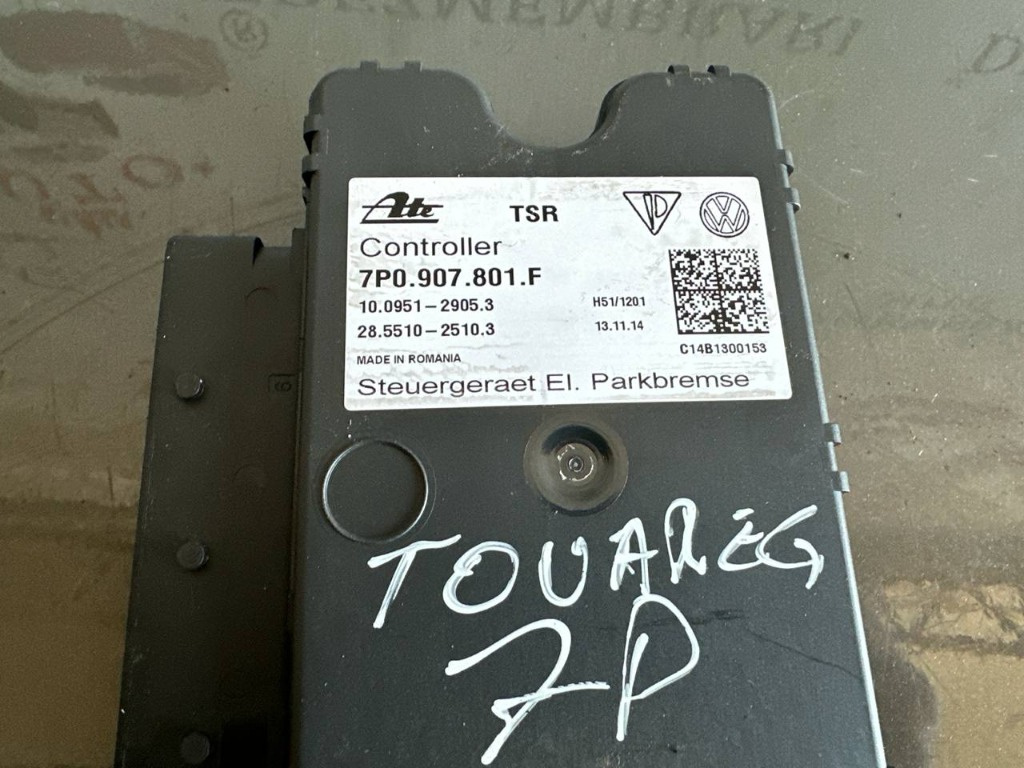 Ate TSR
Controller
7P0.907.801.F
10.0951-2905.3 H51/1201
28.5510-2510.3 13.11.14
MADE IN ROMANIA C14B1300153
Steuergeraet El. Parkbremse
TOUAREG
7P